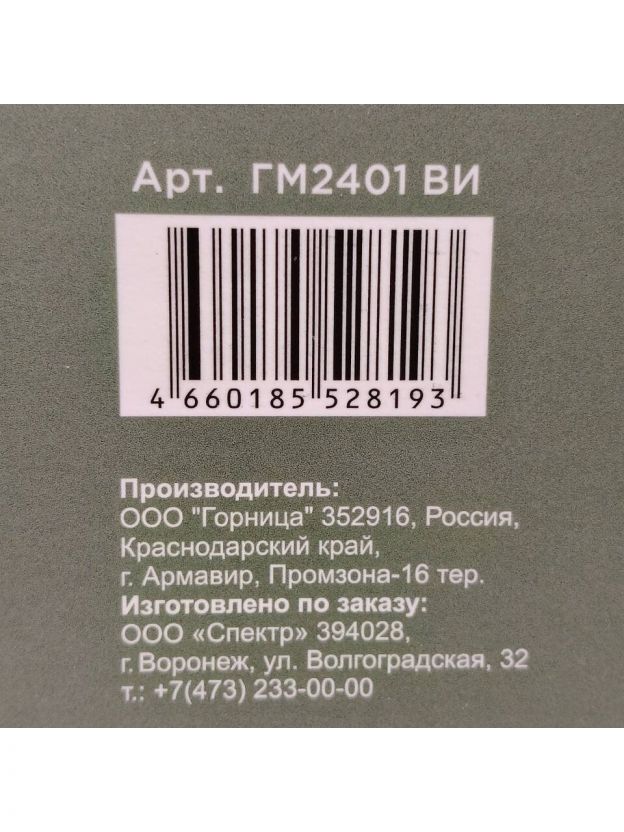 Арт. ГМ2401 ВИ
4 660185 528193
Производитель:
ООО "Горница" 352916, Россия,
Краснодарский край,
г. Армавир, Промзона-16 тер.
Изготовлено по заказу:
ООО «Спектр» 394028,
г. Воронеж, ул. Волгоградская, 32
т.: +7(473) 233-00-00